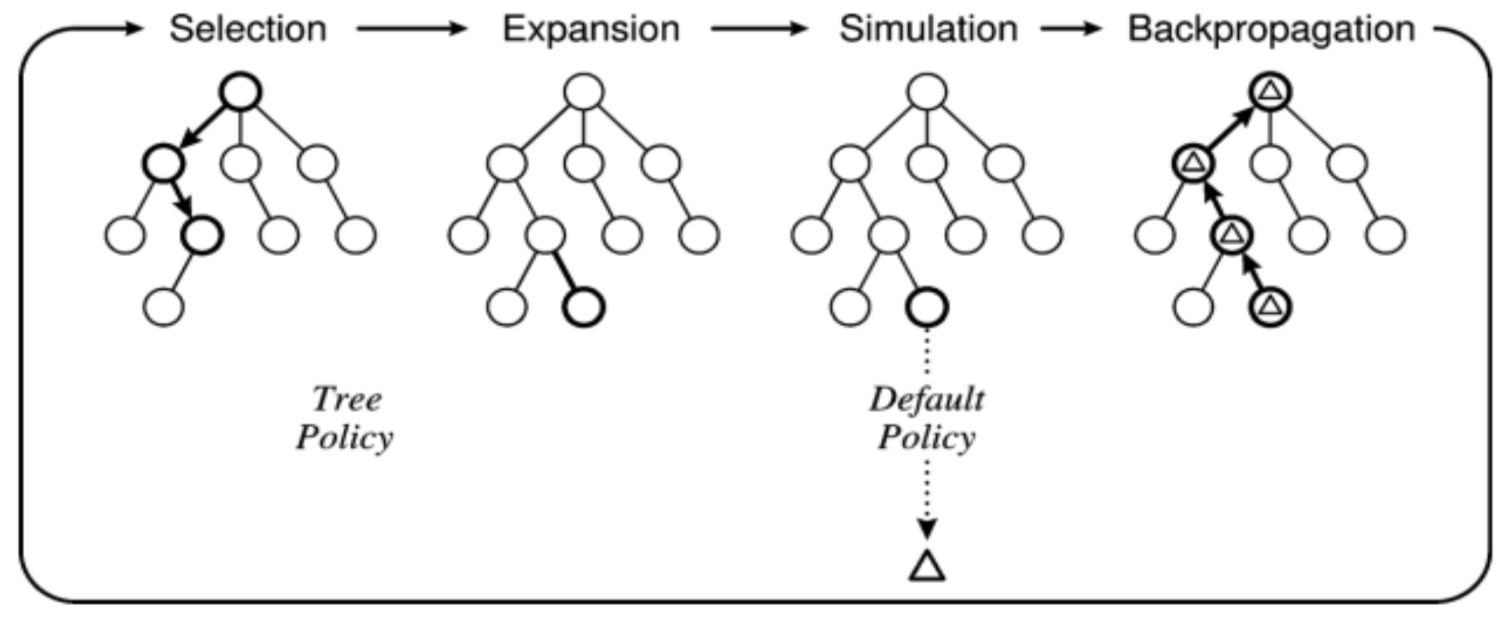 Selection
Expansion
Simulation
Backpropagation
Tree
Policy
Default
Policy